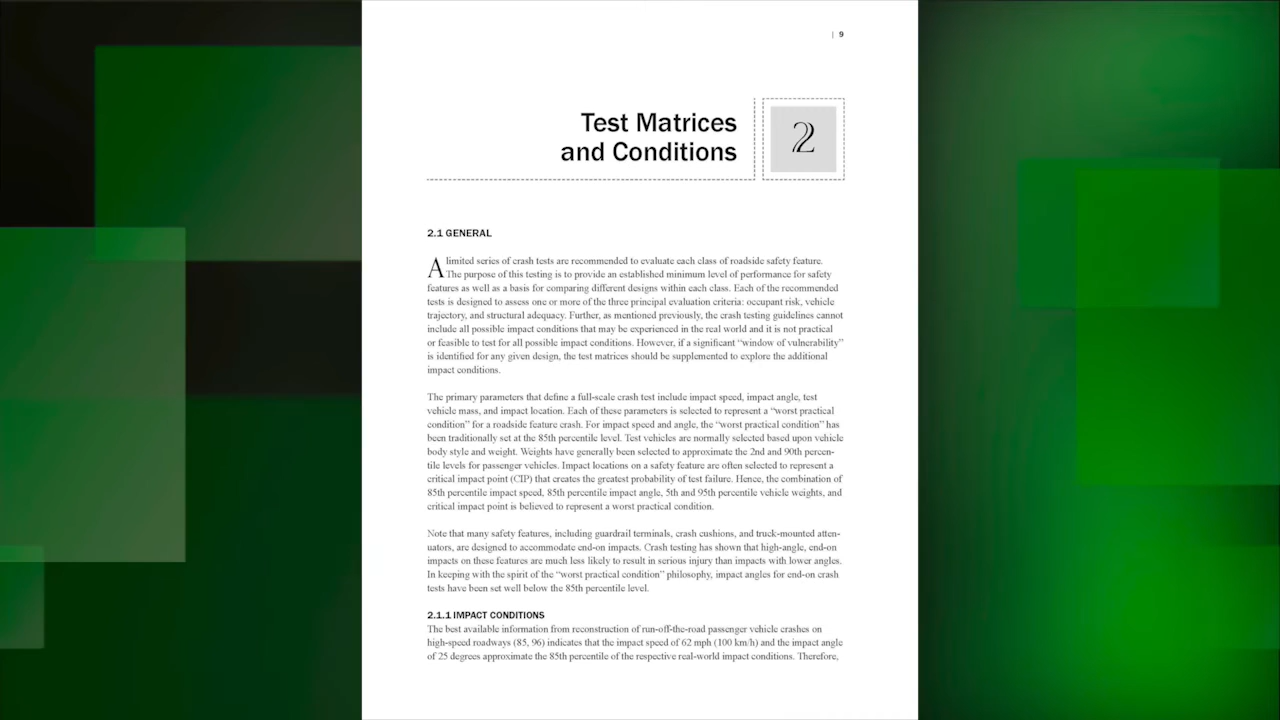 | 9
Test Matrices
and Conditions
2
2.1 GENERAL
A limited series of crash tests are recommended to evaluate each class of roadside safety feature.
The purpose of this testing is to provide an established minimum level of performance for safety
features as well as a basis for comparing different designs within each class. Each of the recommended
tests is designed to assess one or more of the three principal evaluation criteria: occupant risk, vehicle
trajectory, and structural adequacy. Further, as mentioned previously, the crash testing guidelines cannot
include all possible impact conditions that may be experienced in the real world and it is not practical
or feasible to test for all possible impact conditions. However, if a significant “window of vulnerability”
is identified for any given design, the test matrices should be supplemented to explore the additional
impact conditions.
The primary parameters that define a full-scale crash test include impact speed, impact angle, test
vehicle mass, and impact location. Each of these parameters is selected to represent a “worst practical
condition” for a roadside feature crash. For impact speed and angle, the “worst practical condition” has
been traditionally set at the 85th percentile level. Test vehicles are normally selected based upon vehicle
body style and weight. Weights have generally been selected to approximate the 2nd and 90th percen-
tile levels for passenger vehicles. Impact locations on a safety feature are often selected to represent a
critical impact point (CIP) that creates the greatest probability of test failure. Hence, the combination of
85th percentile impact speed, 85th percentile impact angle, 5th and 95th percentile vehicle weights, and
critical impact point is believed to represent a worst practical condition.
Note that many safety features, including guardrail terminals, crash cushions, and truck-mounted atten-
uators, are designed to accommodate end-on impacts. Crash testing has shown that high-angle, end-on
impacts on these features are much less likely to result in serious injury than impacts with lower angles.
In keeping with the spirit of the “worst practical condition” philosophy, impact angles for end-on crash
tests have been set well below the 85th percentile level.
2.1.1 IMPACT CONDITIONS
The best available information from reconstruction of run-off-the-road passenger vehicle crashes on
high-speed roadways (85, 96) indicates that the impact speed of 62 mph (100 km/h) and the impact angle
of 25 degrees approximate the 85th percentile of the respective real-world impact conditions. Therefore,